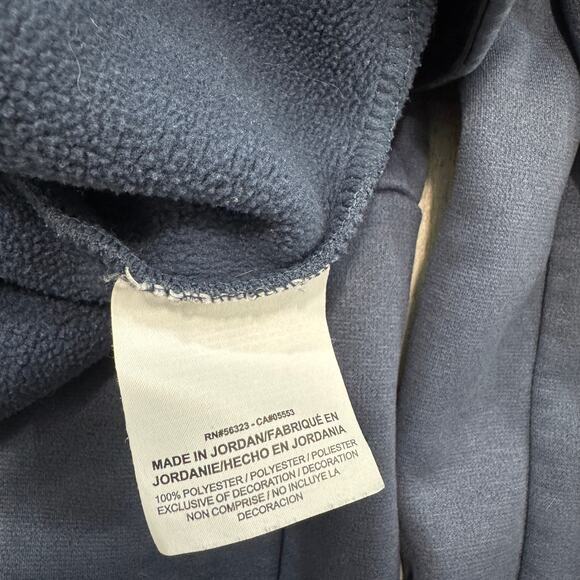 RN#56323 - CA#05553
MADE IN JORDAN/FABRIQUÉ EN
JORDANIE/HECHO EN JORDANIA
100% POLYESTER / POLYESTER / POLIESTER
EXCLUSIVE OF DECORATION / DECORATION
NON COMPRISE / NO INCLUYE LA
DECORACION